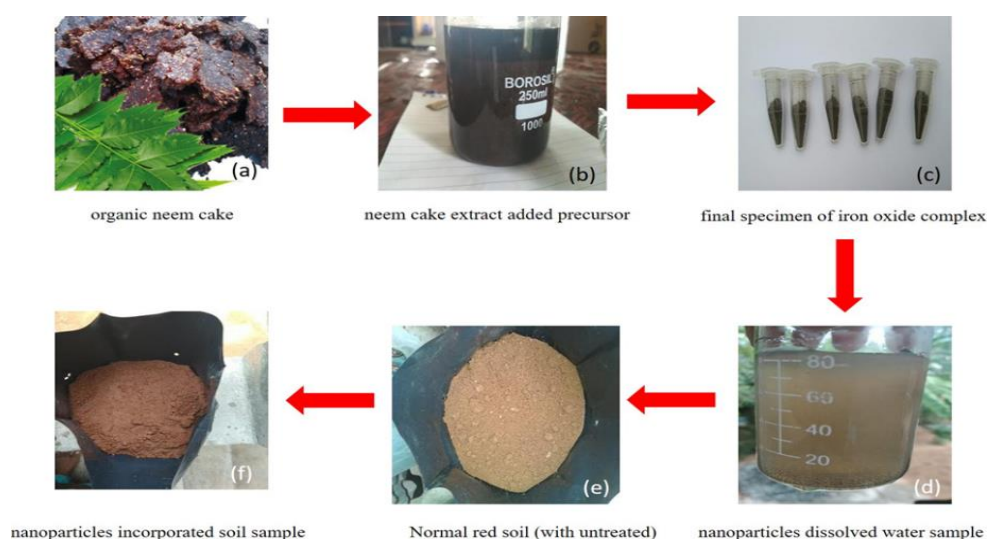 BOROSIL
250ml
1000
(a)
(b)
(c)
organic neem cake
neem cake extract added precursor
final specimen of iron oxide complex
80
60
40
20
(f)
(e)
(d)
nanoparticles incorporated soil sample
Normal red soil (with untreated)
nanoparticles dissolved water sample